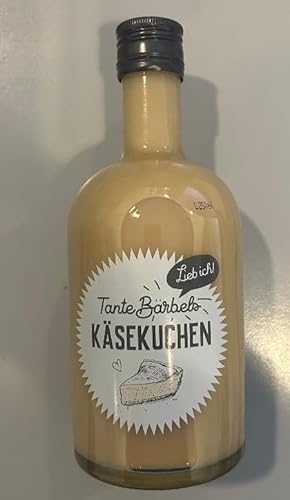 Lieb ich!
Tante Bärbels
KÄSEKUCHEN